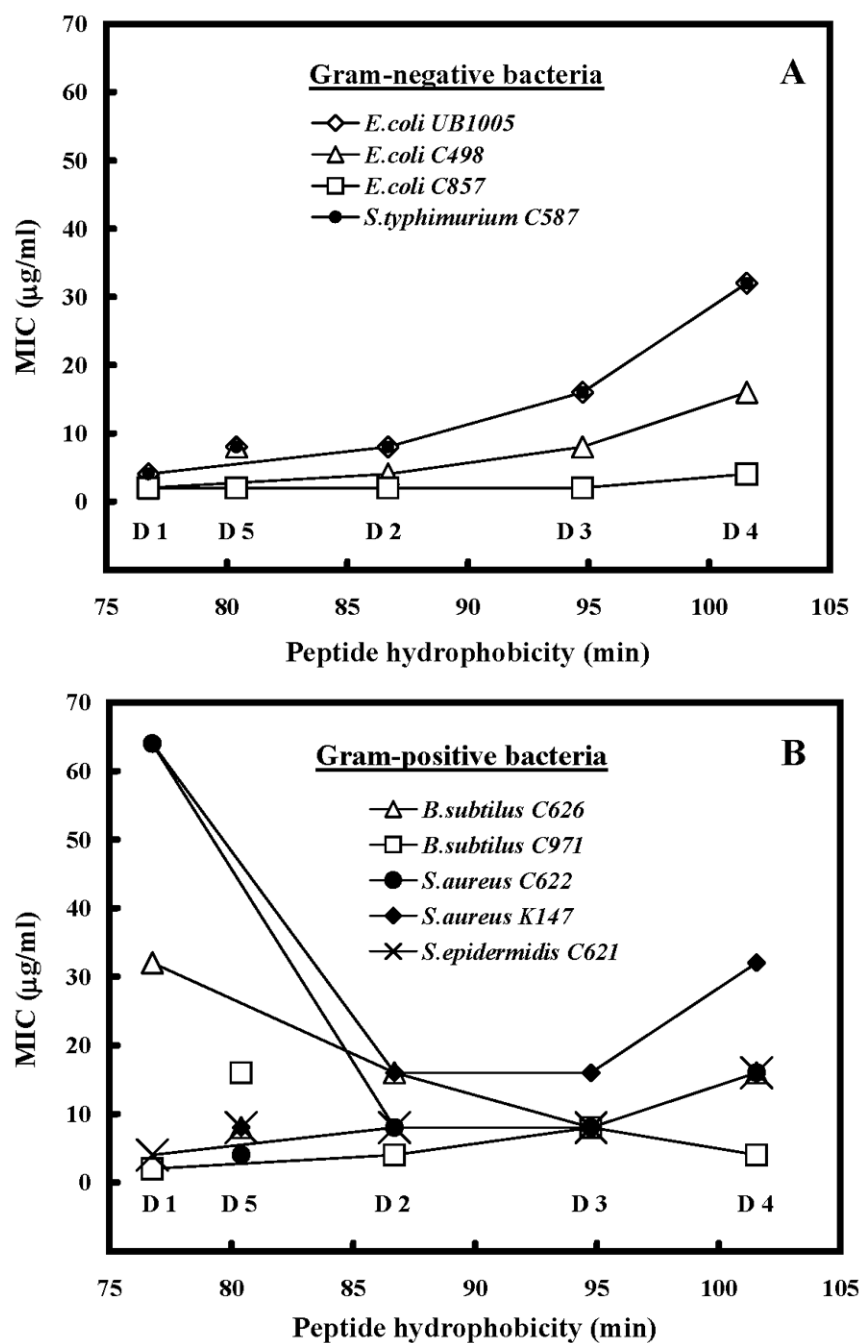 70
60
50
40
30
20
10
0
MIC (µg/ml)
A
Gram-negative bacteria
E.coli UB1005
E.coli C498
E.coli C857
S.typhimurium C587
D 1 D 5 D 2 D 3 D 4
75 80 85 90 95 100 105
Peptide hydrophobicity (min)
70
60
50
40
30
20
10
0
MIC (µg/ml)
B
Gram-positive bacteria
B.subtilus C626
B.subtilus C971
S.aureus C622
S.aureus K147
S.epidermidis C621
D 1 D 5 D 2 D 3 D 4
75 80 85 90 95 100 105
Peptide hydrophobicity (min)